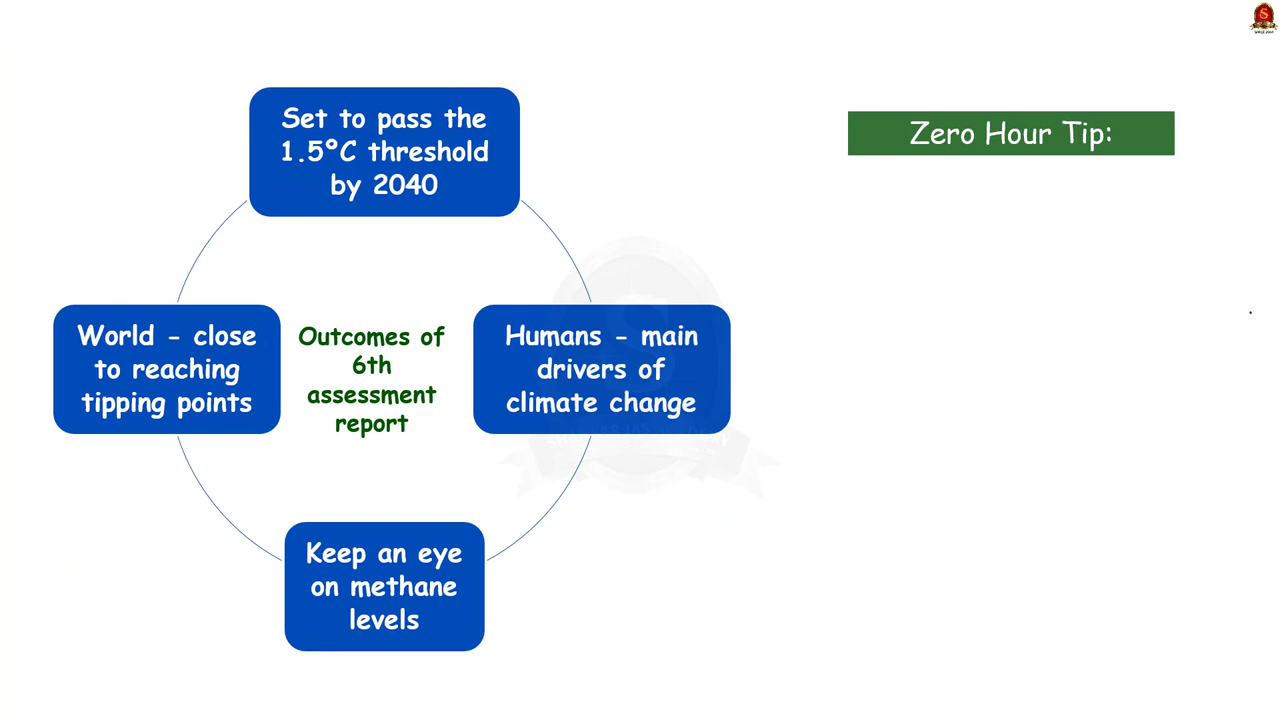 Set to pass the
1.5°C threshold
by 2040
Zero Hour Tip:
World - close
to reaching
tipping points
Outcomes of
6th
assessment
report
Humans - main
drivers of
climate change
Keep an eye
on methane
levels